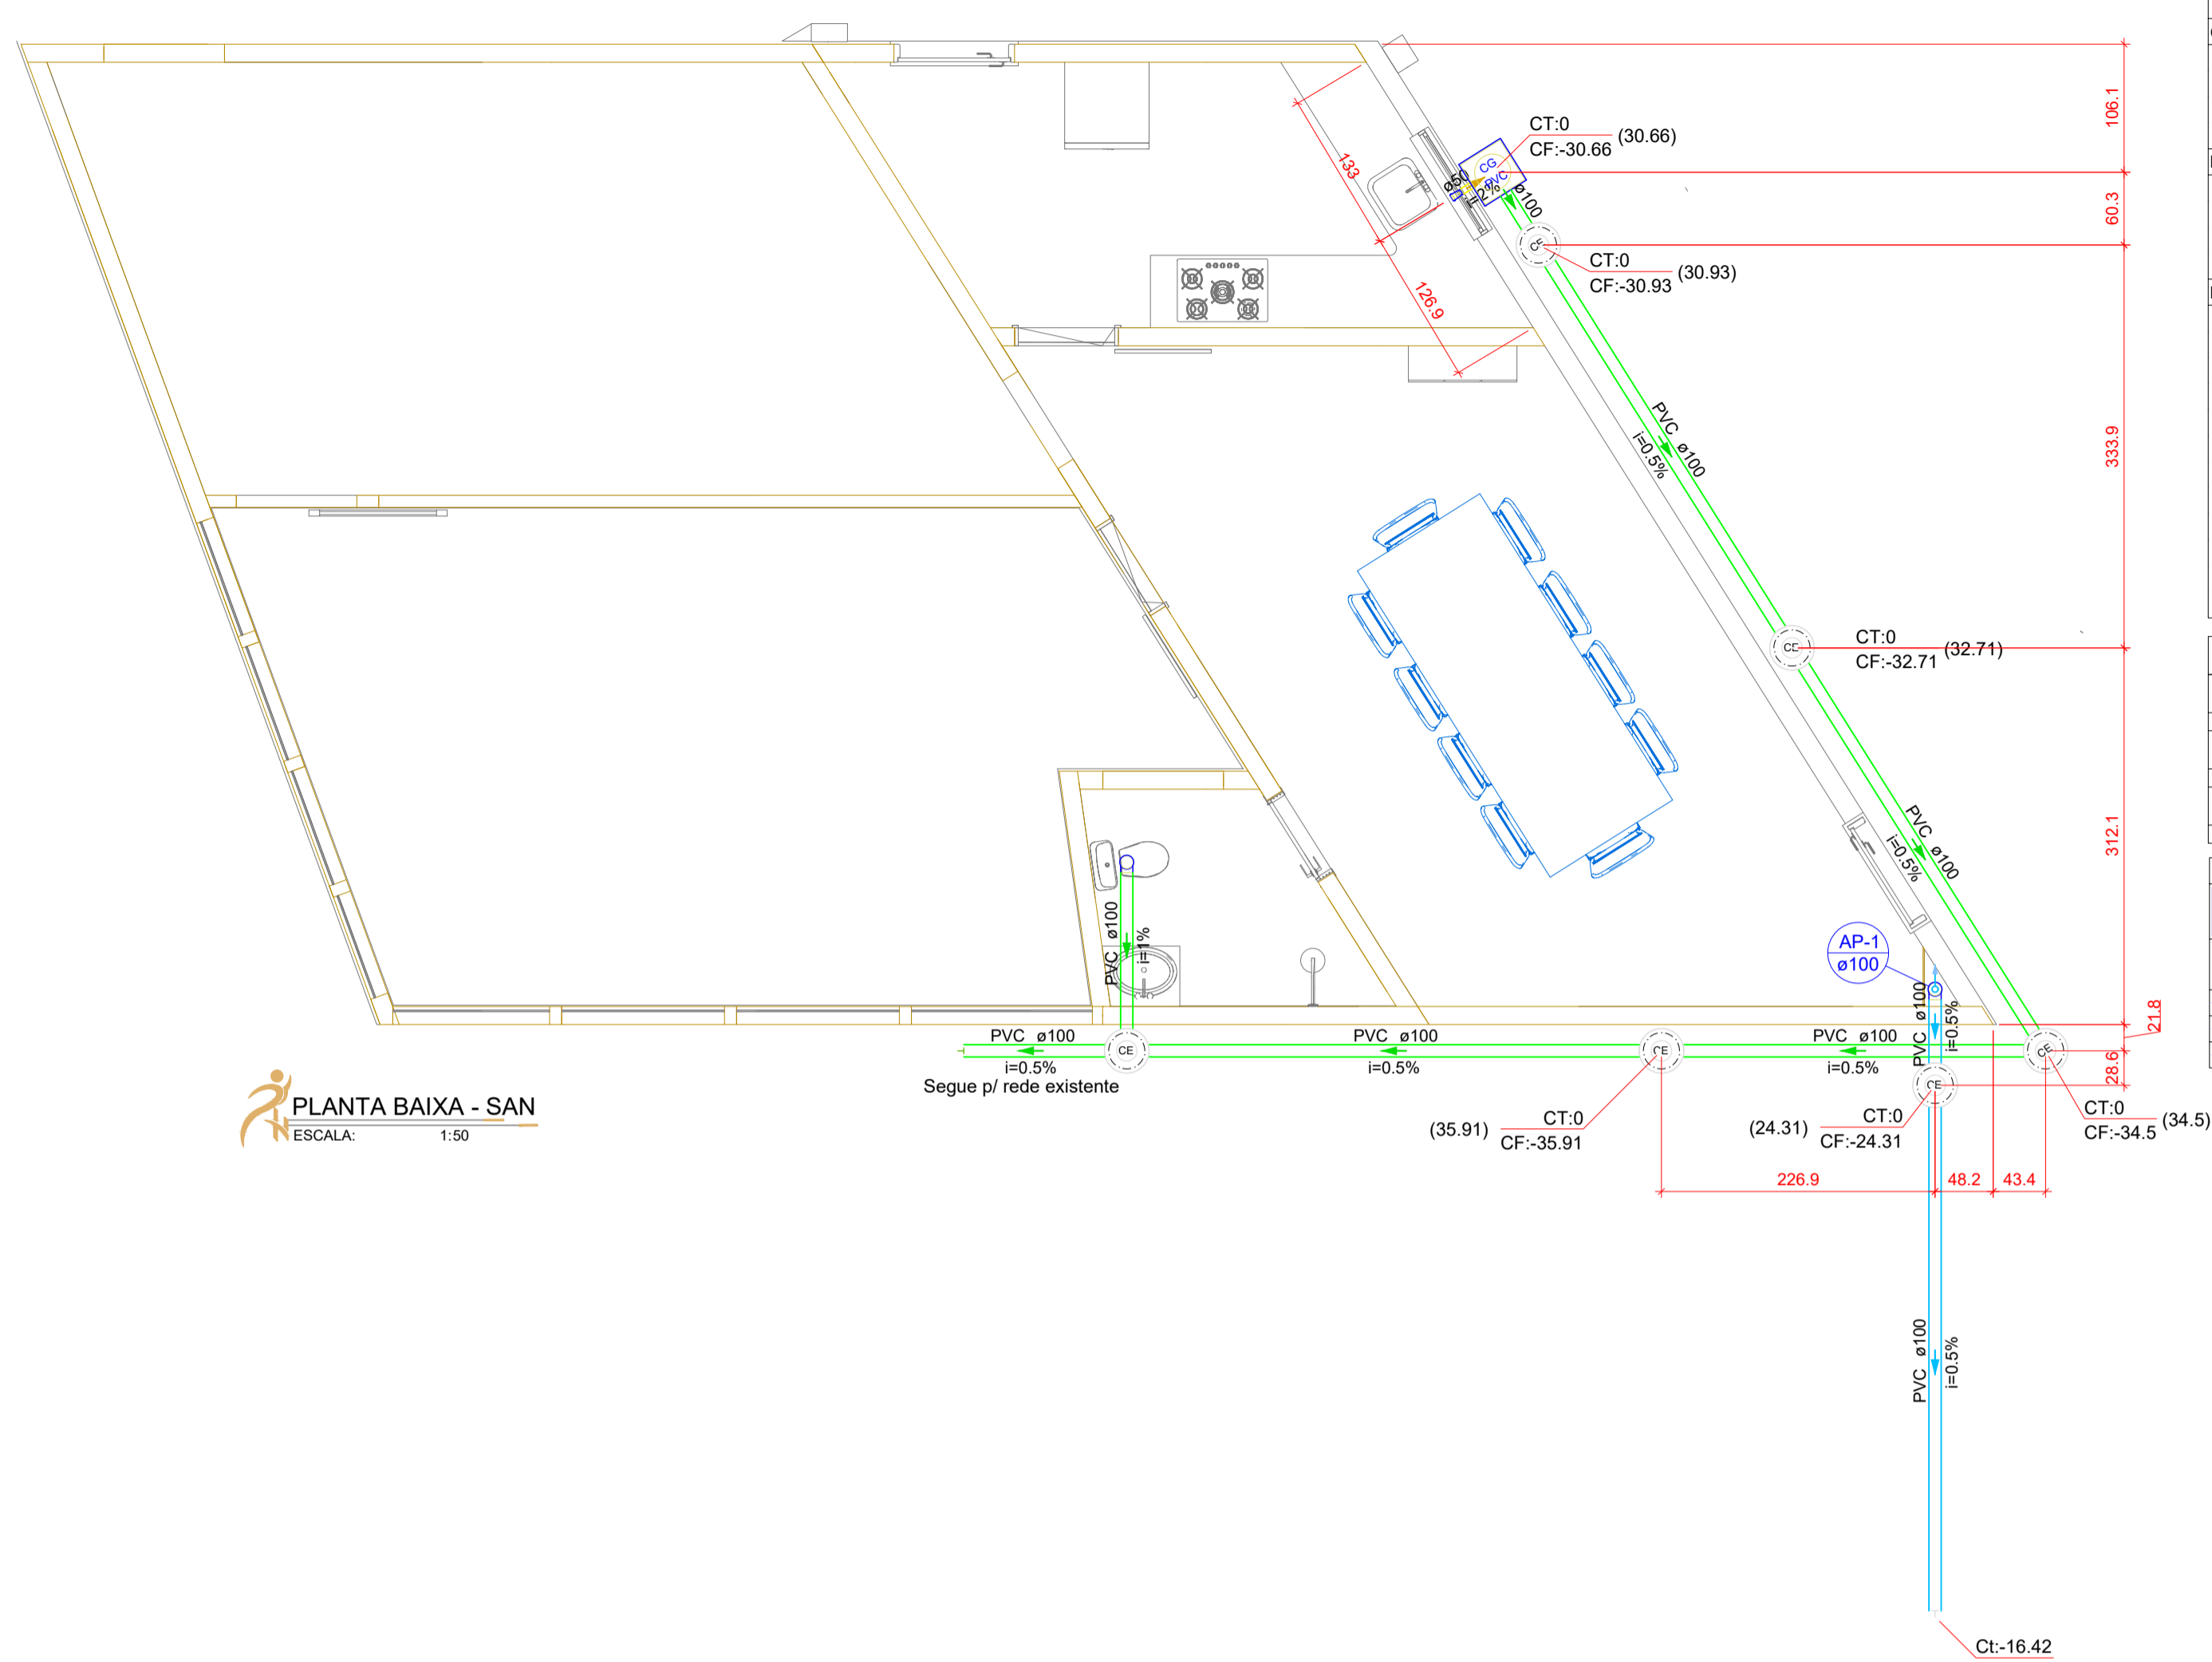 106.1
CT:0
CF:-30.66
(30.66)
133
CG
PVC
ø50
i=2%
ø100
60.3
CE
CT:0
CF:-30.93
(30.93)
126.9
PVC ø100
i=0.5%
333.9
CE
CT:0
CF:-32.71
(32.71)
PVC ø100
i=0.5%
312.1
PVC ø100
i=1%
AP-1
ø100
PVC ø100
i=0.5%
21.8
PVC ø100
CE
PVC ø100
CE
PVC ø100
CE
i=0.5%
i=0.5%
i=0.5%
28.6
Segue p/ rede existente
CE
PLANTA BAIXA - SAN
ESCALA: 1:50
(35.91)
CT:0
CF:-35.91
(24.31)
CT:0
CF:-24.31
CT:0
CF:-34.5
(34.5)
226.9
48.2
43.4
PVC ø100
i=0.5%
Ct:-16.42